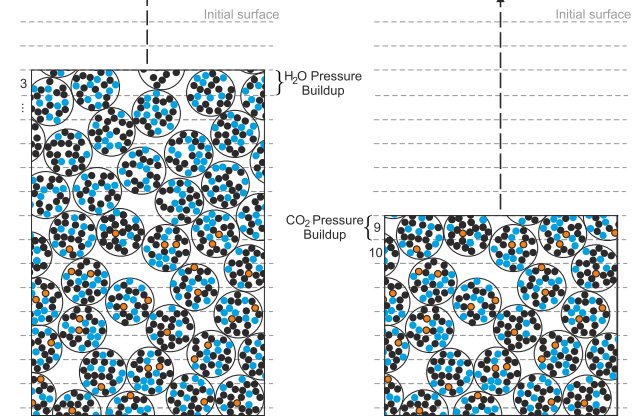 Initial surface
3
⋮
H₂O Pressure
Buildup
Initial surface
CO₂ Pressure
Buildup
9
10